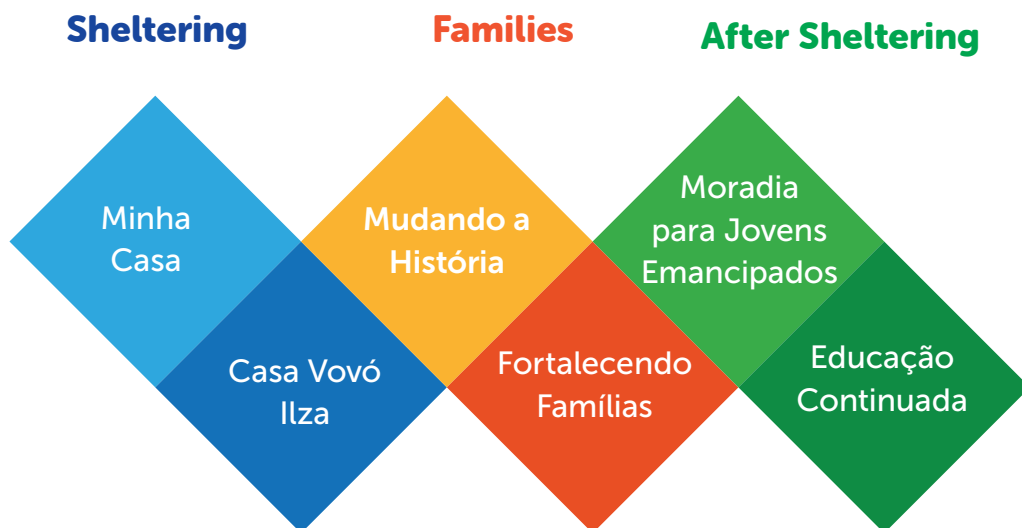 Sheltering
Families
After Sheltering
Minha
Casa
Casa Vovó
Ilza
Mudando a
História
Fortalecendo
Famílias
Moradia
para Jovens
Emancipados
Educação
Continuada